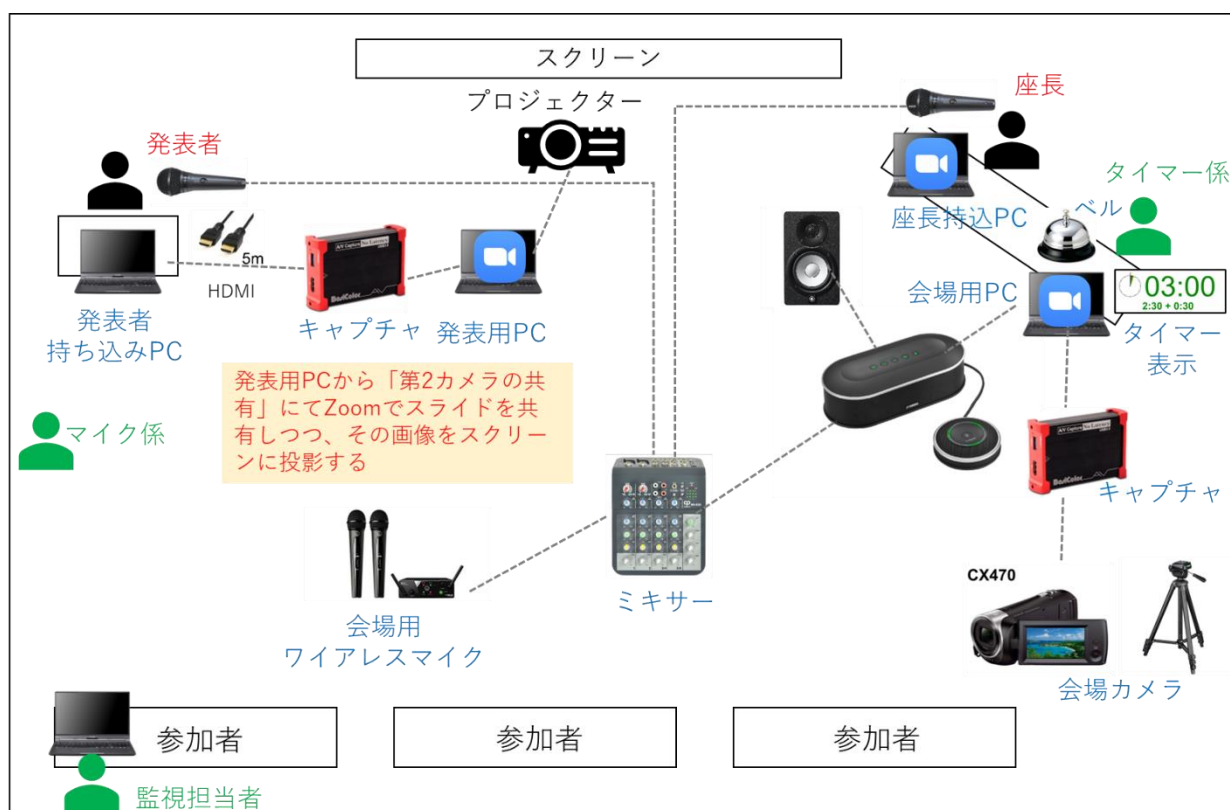 スクリーン
プロジェクター
座長
発表者
タイマー係
ベル
座長持込PC
5m
HDMI
A/V Capture No Latency
BasiColor
キャプチャ
発表用PC
発表者
持ち込みPC
会場用PC
03:00
2:30 + 0:30
タイマー
表示
発表用PCから「第2カメラの共
有」にてZoomでスライドを共
有しつつ、その画像をスクリー
ンに投影する
マイク係
A/V Capture No Latency
BasiColor
キャプチャ
ミキサー
会場用
ワイアレスマイク
CX470
会場カメラ
参加者
参加者
参加者
監視担当者